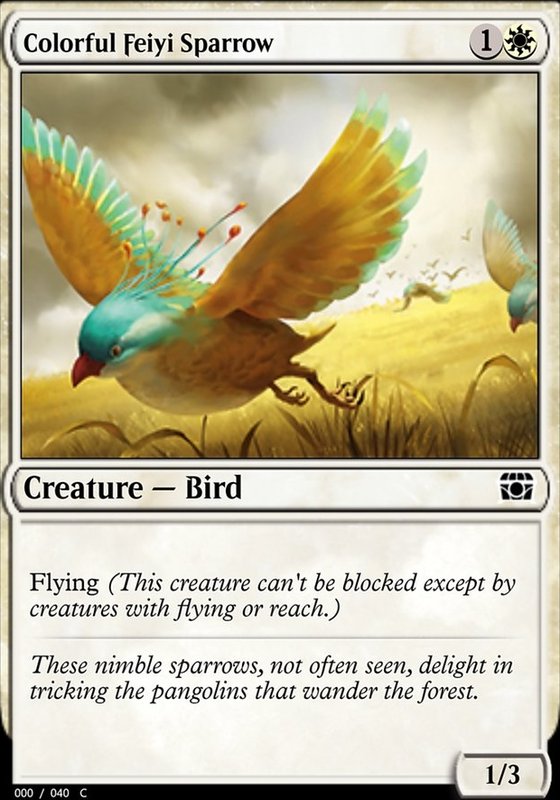 Colorful Feiyi Sparrow 1
Creature — Bird
Flying (This creature can't be blocked except by
creatures with flying or reach.)
These nimble sparrows, not often seen, delight in
tricking the pangolins that wander the forest.
1/3
000 / 040 C